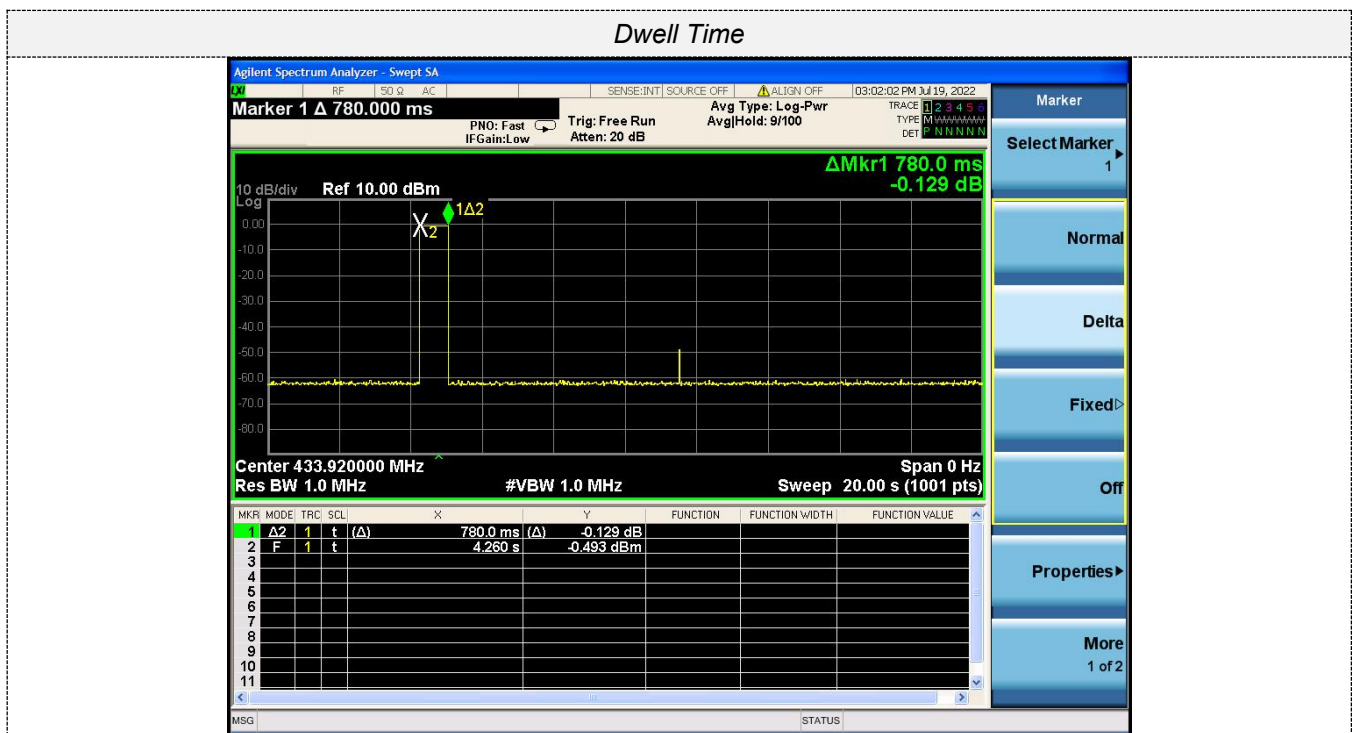 Dwell Time
Agilent Spectrum Analyzer - Swept SA
LXI RF 50 Ω AC SENSE:INT SOURCE OFF ALIGN OFF 03:02:02 PM Jul 19, 2022
Marker 1 Δ 780.000 ms
PNO: Fast
IFGain:Low
Trig: Free Run
Atten: 20 dB
Avg Type: Log-Pwr
Avg|Hold: 9/100
TRACE 1 2 3 4 5 6
TYPE M
DET P N N N N N
ΔMkr1 780.0 ms
-0.129 dB
10 dB/div Ref 10.00 dBm
Log
1Δ2
2
0.00
-10.0
-20.0
-30.0
-40.0
-50.0
-60.0
-70.0
-80.0
Center 433.920000 MHz Span 0 Hz
Res BW 1.0 MHz #VBW 1.0 MHz Sweep 20.00 s (1001 pts)
MKR MODE TRC SCL X Y FUNCTION FUNCTION WIDTH FUNCTION VALUE
1 Δ2 1 t (Δ) 780.0 ms (Δ) -0.129 dB
2 F 1 t 4.260 s -0.493 dBm
3
4
5
6
7
8
9
10
11
MSG STATUS
Marker
Select Marker
1
Normal
Delta
Fixed
Off
Properties
More
1 of 2